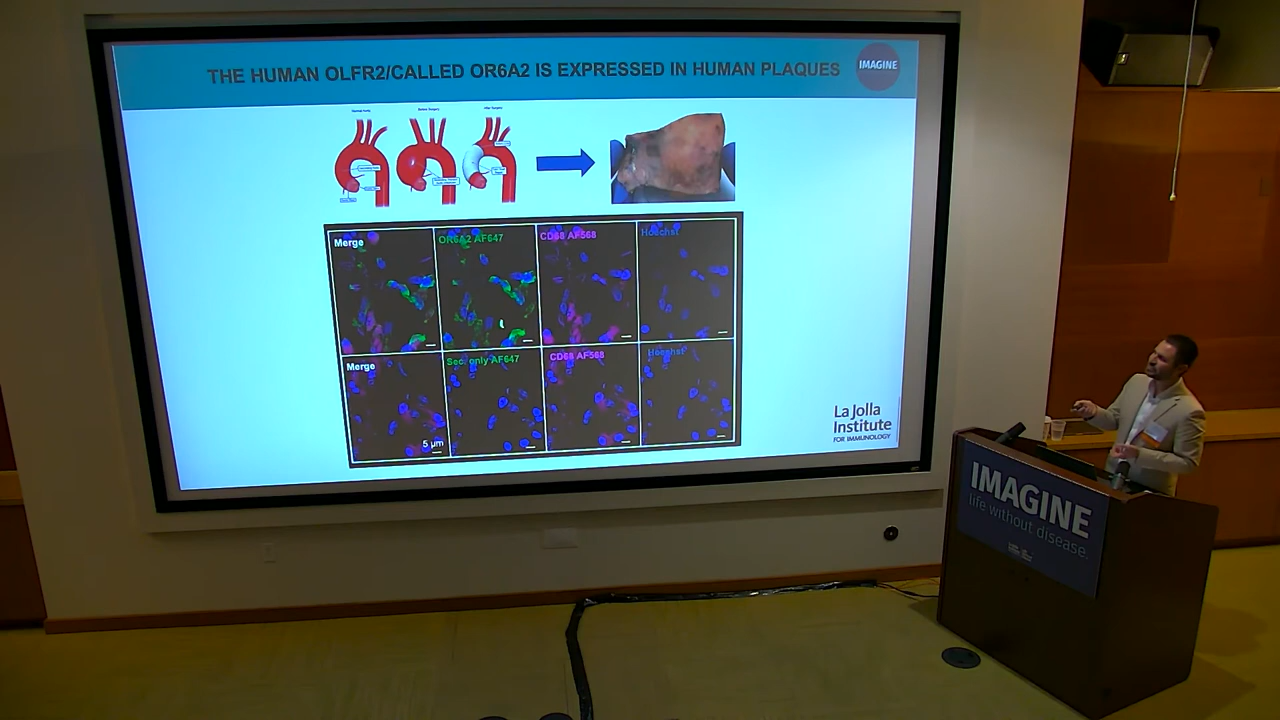 THE HUMAN OLFR2/CALLED OR6A2 IS EXPRESSED IN HUMAN PLAQUES
IMAGINE
Merge
OR6A2 AF647
CD68 AF568
Hoechst
Merge
Sec. only AF647
CD68 AF568
Hoechst
5 µm
La Jolla
Institute
FOR IMMUNOLOGY
IMAGINE
life without disease.